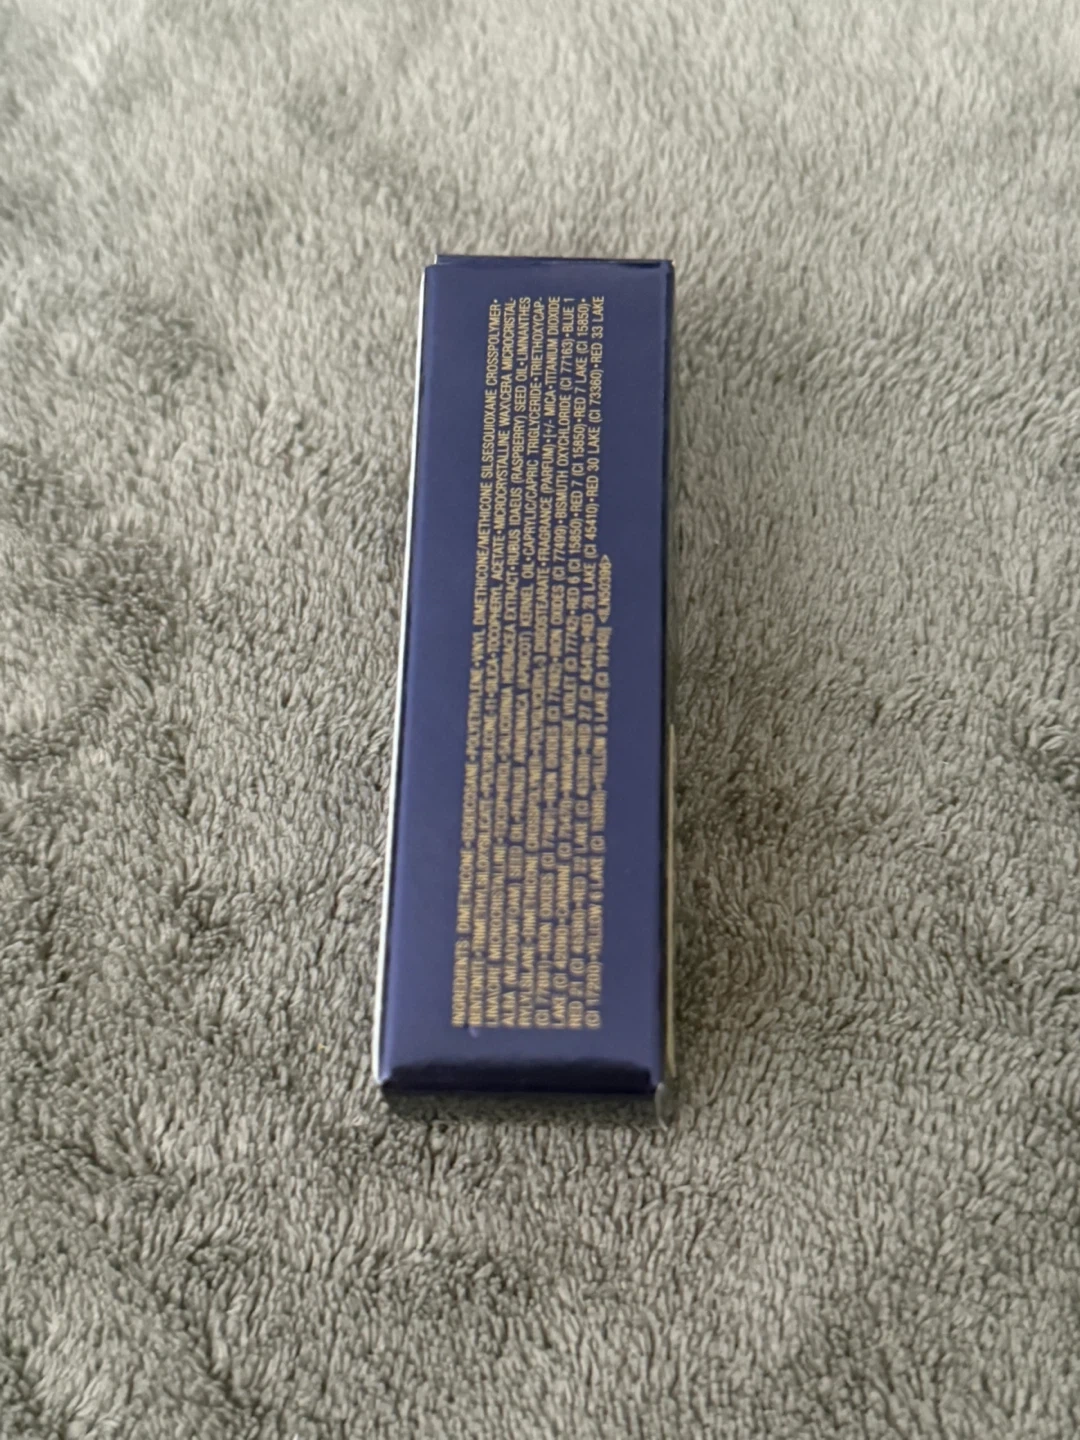 INGREDIENTS: DIMETHICONE•ISODODECANE•POLYETHYLENE•VINYL DIMETHICONE/METHICONE SILSESQUIOXANE CROSSPOLYMER•
BENTONITE•TRIMETHYLSILOXYSILICATE•POLYSILICONE-11•SILICA•TOCOPHERYL ACETATE•MICROCRYSTALLINE WAX\CERA MICROCRISTAL-
LINA\CIRE MICROCRISTALLINE•TOCOPHEROL•SALICORNIA HERBACEA EXTRACT•RUBUS IDAEUS (RASPBERRY) SEED OIL•LIMNANTHES
ALBA (MEADOWFOAM) SEED OIL•PRUNUS ARMENIACA (APRICOT) KERNEL OIL•CAPRYLIC/CAPRIC TRIGLYCERIDE•TRIETHOXYCAP-
RYLYLSILANE•DIMETHICONE CROSSPOLYMER•POLYGLYCERYL-3 DIISOSTEARATE•FRAGRANCE (PARFUM)•[+/- MICA•TITANIUM DIOXIDE
(CI 77891)•IRON OXIDES (CI 77491)•IRON OXIDES (CI 77492)•IRON OXIDES (CI 77499)•BISMUTH OXYCHLORIDE (CI 77163)•BLUE 1
LAKE (CI 42090)•CARMINE (CI 75470)•MANGANESE VIOLET (CI 77742)•RED 6 (CI 15850)•RED 7 (CI 15850)•RED 7 LAKE (CI 15850)•
RED 21 (CI 45380)•RED 22 LAKE (CI 45380)•RED 27 (CI 45410)•RED 28 LAKE (CI 45410)•RED 30 LAKE (CI 73360)•RED 33 LAKE
(CI 17200)•YELLOW 6 LAKE (CI 15985)•YELLOW 5 LAKE (CI 19140)] <ILN50396>